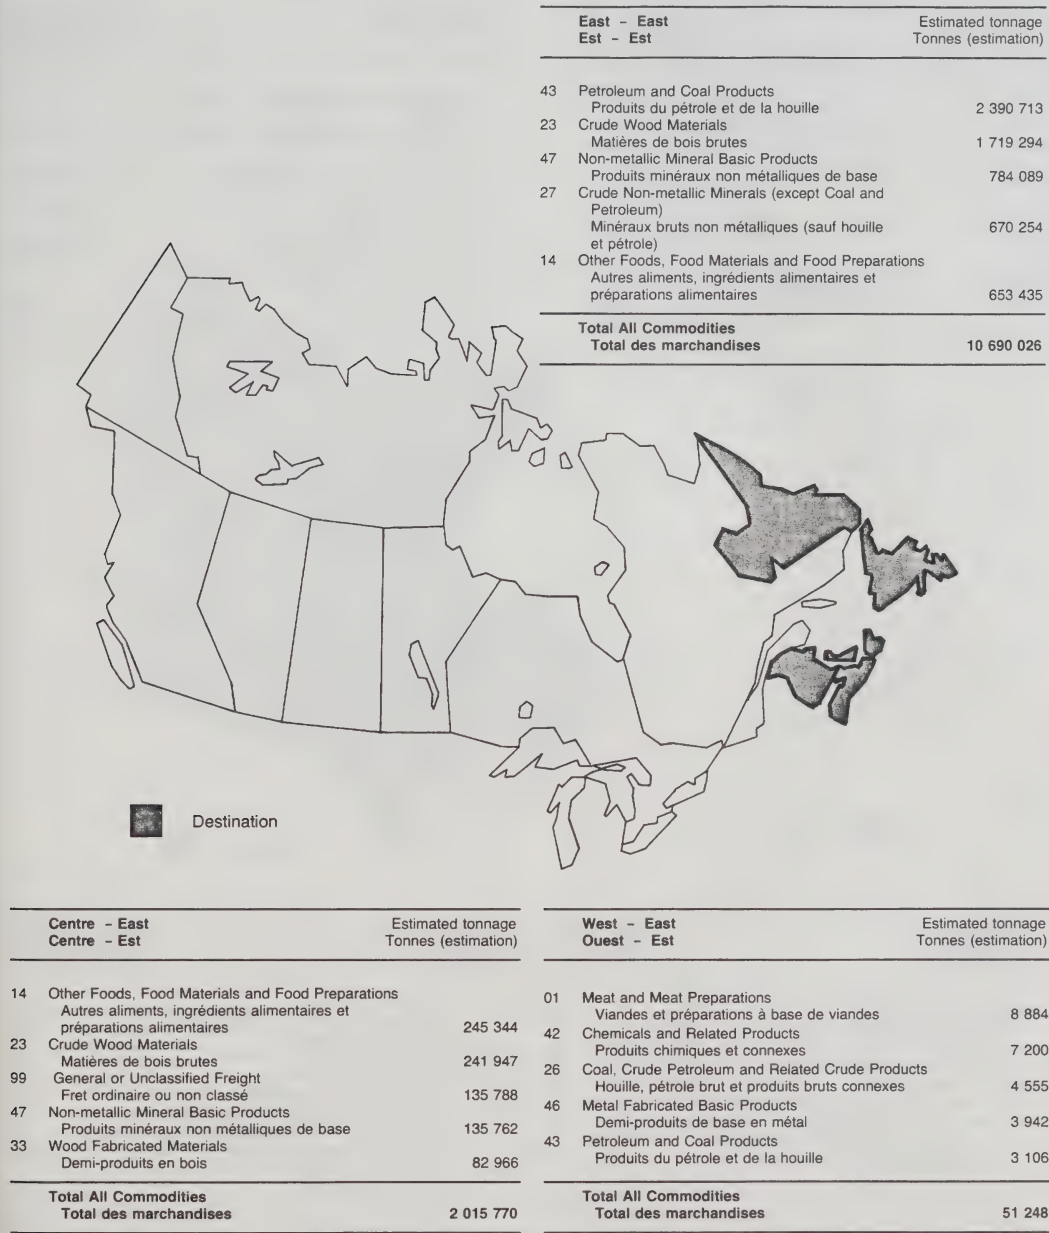 East - East Estimated tonnage
Est - Est Tonnes (estimation)
43 Petroleum and Coal Products
Produits du pétrole et de la houille 2 390 713
23 Crude Wood Materials
Matières de bois brutes 1 719 294
47 Non-metallic Mineral Basic Products
Produits minéraux non métalliques de base 784 089
27 Crude Non-metallic Minerals (except Coal and
Petroleum)
Minéraux bruts non métalliques (sauf houille 670 254
et pétrole)
14 Other Foods, Food Materials and Food Preparations
Autres aliments, ingrédients alimentaires et
préparations alimentaires 653 435
Total All Commodities
Total des marchandises 10 690 026
Destination
Centre - East Estimated tonnage
Centre - Est Tonnes (estimation)
14 Other Foods, Food Materials and Food Preparations
Autres aliments, ingrédients alimentaires et
préparations alimentaires 245 344
23 Crude Wood Materials
Matières de bois brutes 241 947
99 General or Unclassified Freight
Fret ordinaire ou non classé 135 788
47 Non-metallic Mineral Basic Products
Produits minéraux non métalliques de base 135 762
33 Wood Fabricated Materials
Demi-produits en bois 82 966
Total All Commodities
Total des marchandises 2 015 770
West - East Estimated tonnage
Ouest - Est Tonnes (estimation)
01 Meat and Meat Preparations
Viandes et préparations à base de viandes 8 884
42 Chemicals and Related Products
Produits chimiques et connexes 7 200
26 Coal, Crude Petroleum and Related Crude Products
Houille, pétrole brut et produits bruts connexes 4 555
46 Metal Fabricated Basic Products
Demi-produits de base en métal 3 942
43 Petroleum and Coal Products
Produits du pétrole et de la houille 3 106
Total All Commodities
Total des marchandises 51 248